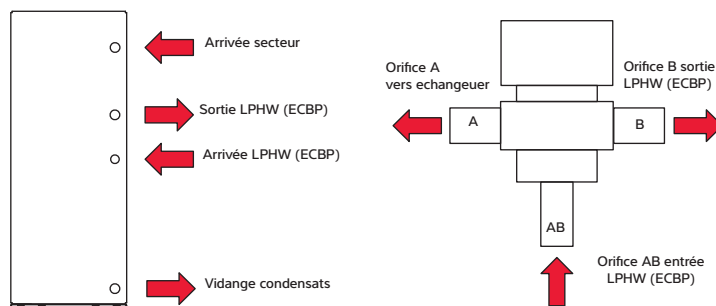 Arrivée secteur
Sortie LPHW (ECBP)
Arrivée LPHW (ECBP)
Vidange condensats
Orifice A
vers echangeuer
Orifice B sortie
LPHW (ECBP)
A
B
AB
Orifice AB entrée
LPHW (ECBP)